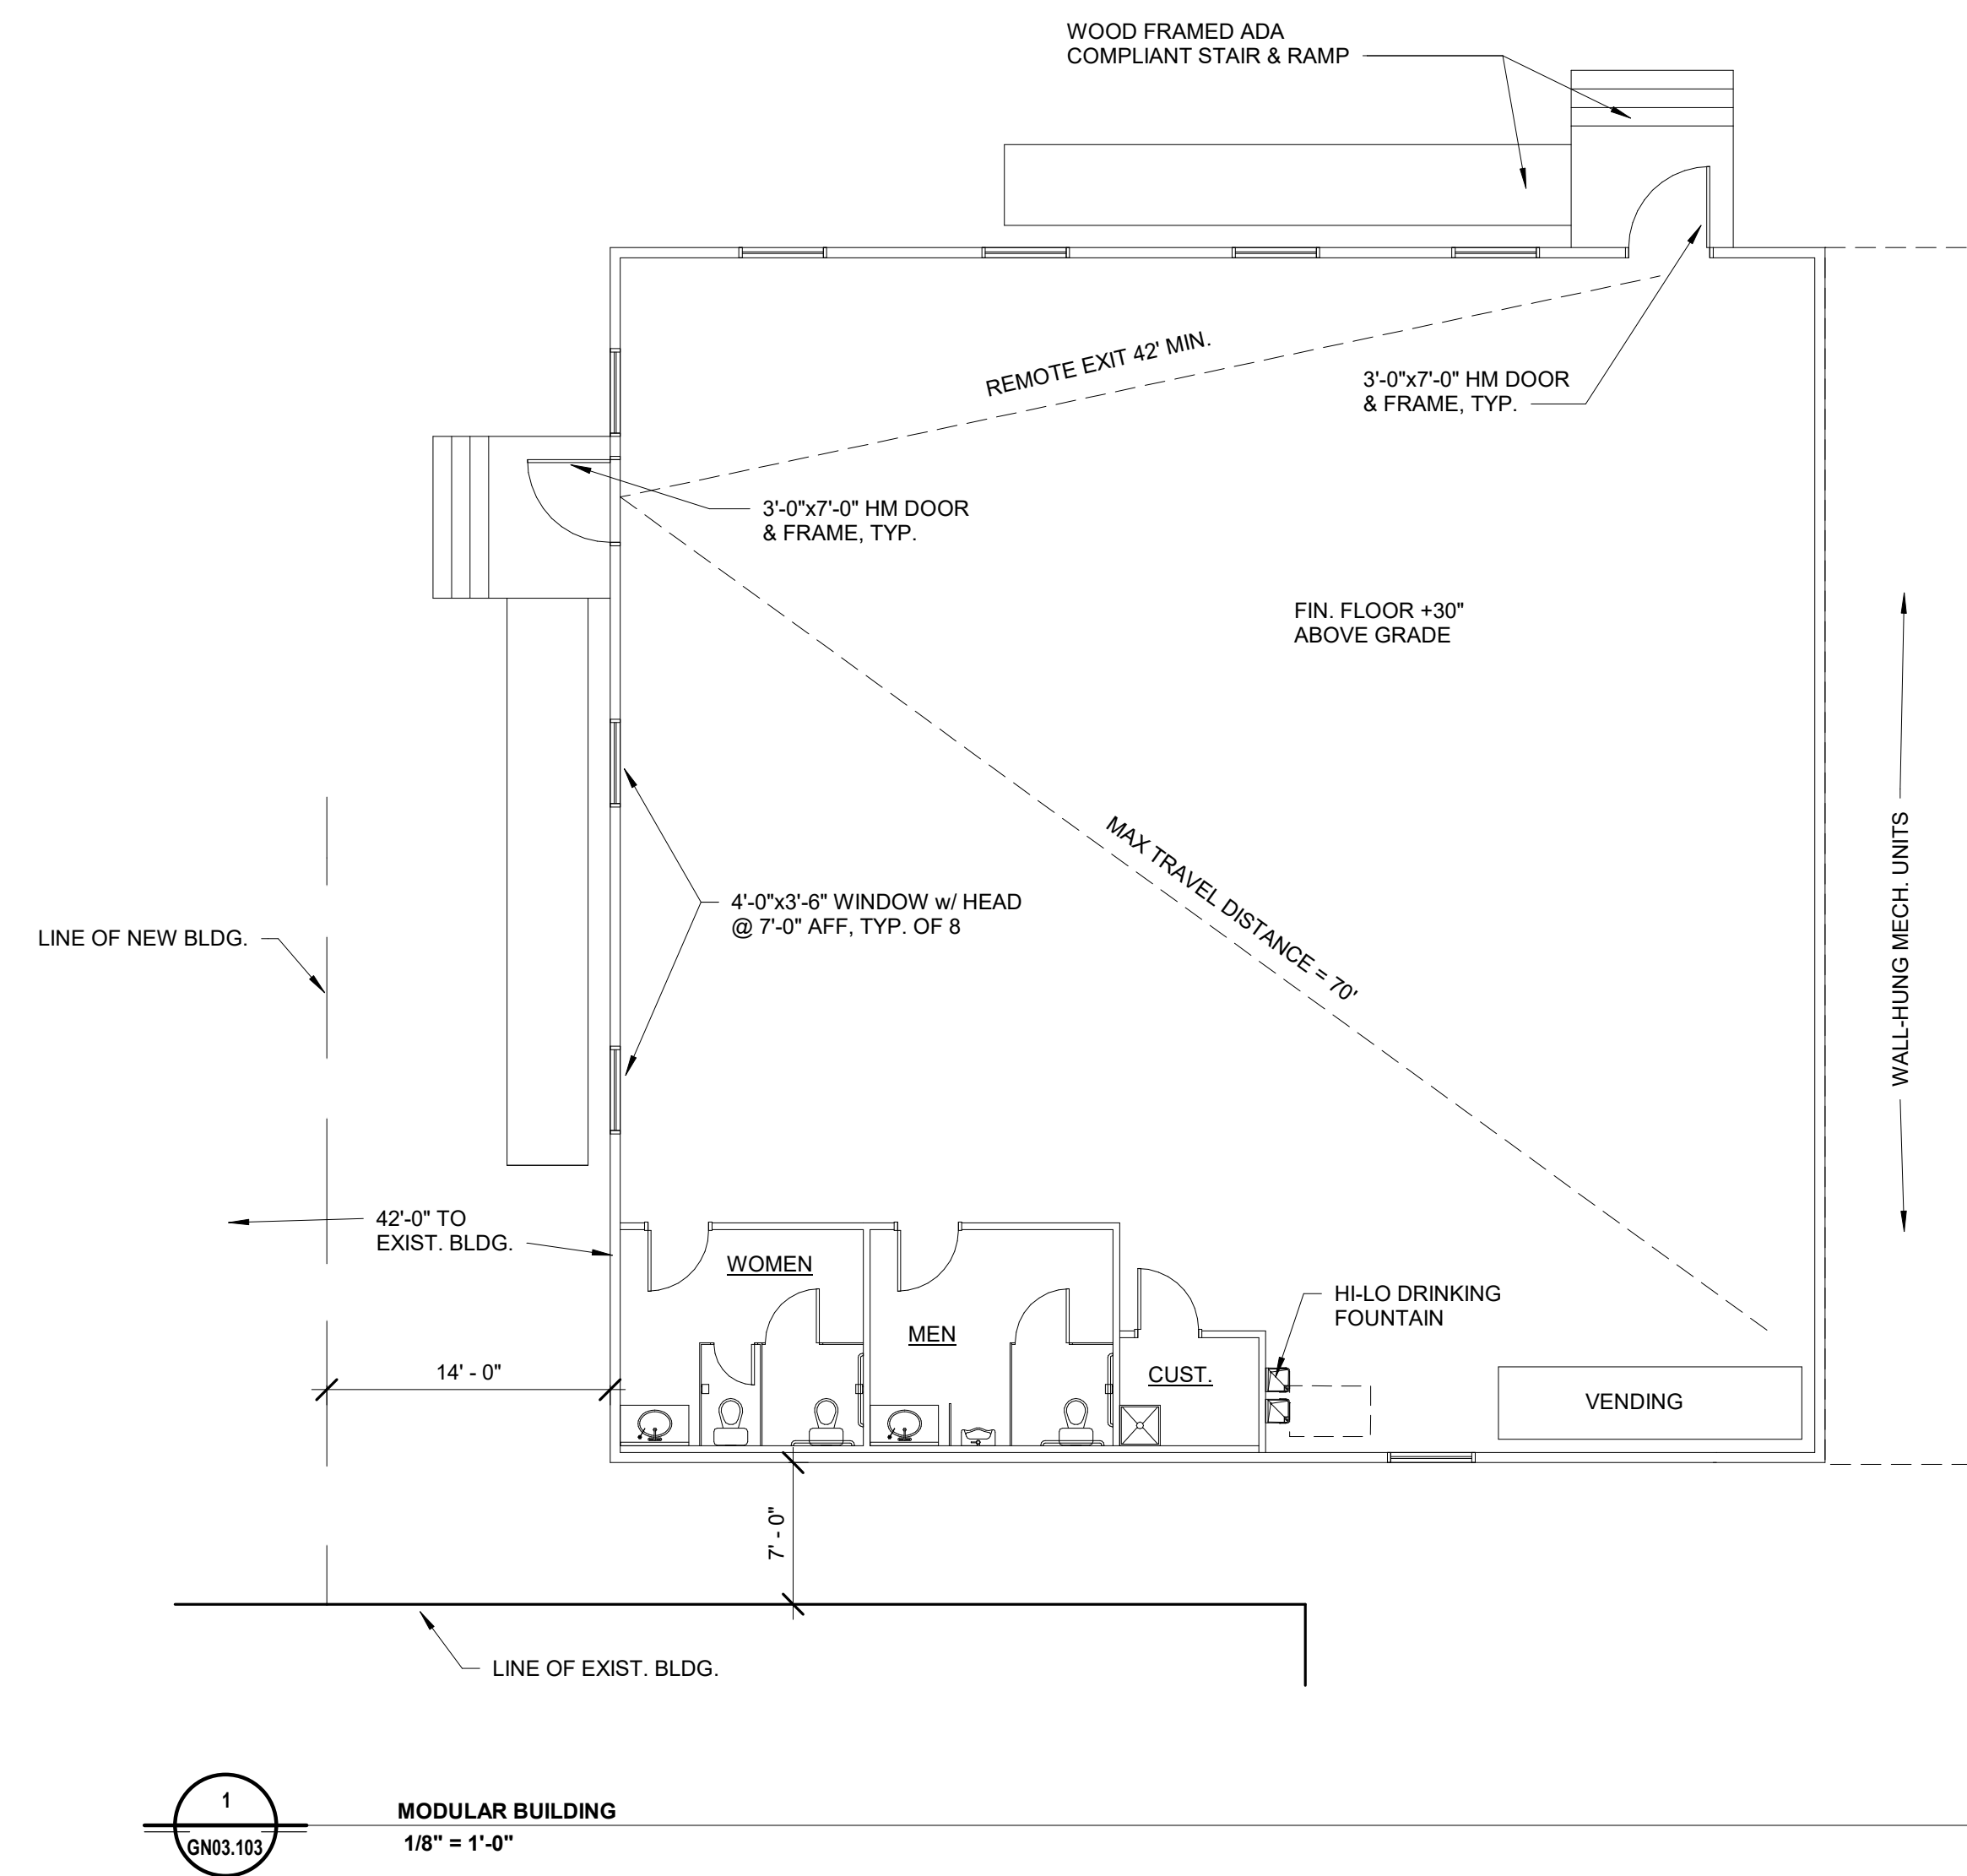 WOOD FRAMED ADA
COMPLIANT STAIR & RAMP
REMOTE EXIT 42' MIN.
3'-0"x7'-0" HM DOOR
& FRAME, TYP.
3'-0"x7'-0" HM DOOR
& FRAME, TYP.
FIN. FLOOR +30"
ABOVE GRADE
WALL-HUNG MECH. UNITS
MAX TRAVEL DISTANCE = 70'
4'-0"x3'-6" WINDOW w/ HEAD
@ 7'-0" AFF, TYP. OF 8
LINE OF NEW BLDG.
42'-0" TO
EXIST. BLDG.
WOMEN
MEN
CUST.
HI-LO DRINKING
FOUNTAIN
VENDING
14' - 0"
7' - 0"
LINE OF EXIST. BLDG.
1
GN03.103
MODULAR BUILDING
1/8" = 1'-0"